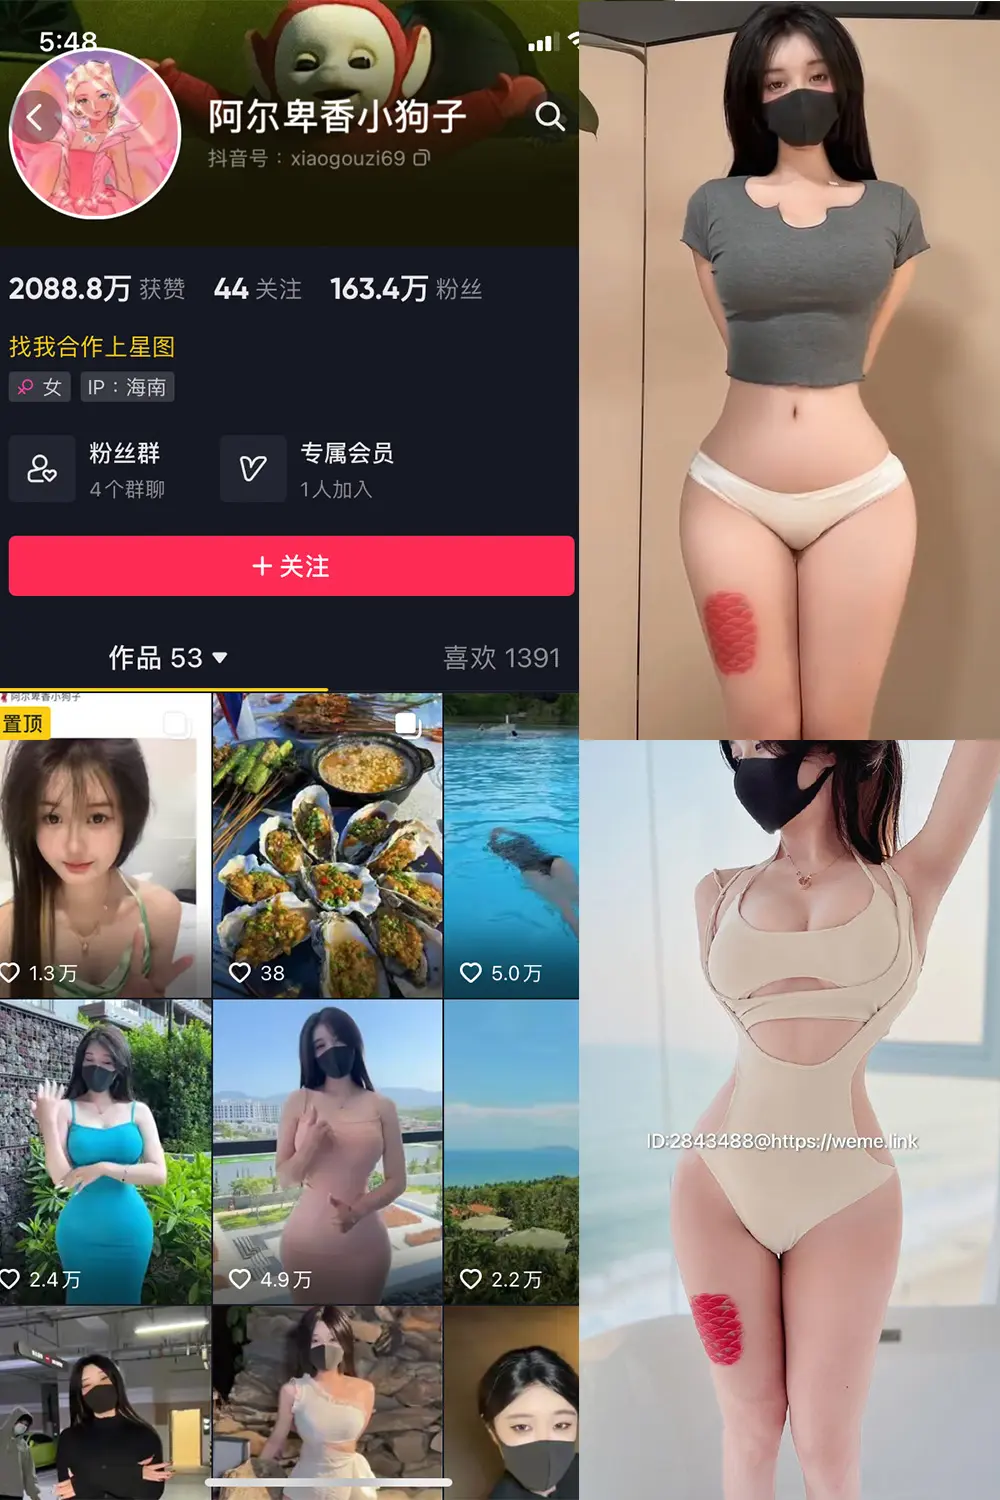 5:48
阿尔卑香小狗子
抖音号：xiaogouzi69
2088.8万 获赞 44 关注 163.4万 粉丝
找我合作上星图
女 IP：海南
粉丝群
4个群聊
专属会员
1人加入
+ 关注
作品 53 喜欢 1391
阿尔卑香小狗子
置顶
1.3万 38 5.0万
2.4万 4.9万 2.2万
ID:2843488@https://weme.link